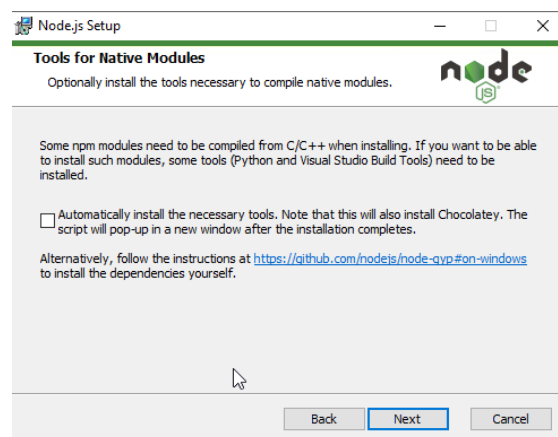 Node.js Setup
Tools for Native Modules
Optionally install the tools necessary to compile native modules.
node
JS
Some npm modules need to be compiled from C/C++ when installing. If you want to be able
to install such modules, some tools (Python and Visual Studio Build Tools) need to be
installed.
Automatically install the necessary tools. Note that this will also install Chocolatey. The
script will pop-up in a new window after the installation completes.
Alternatively, follow the instructions at https://github.com/nodejs/node-gyp#on-windows
to install the dependencies yourself.
Back Next Cancel